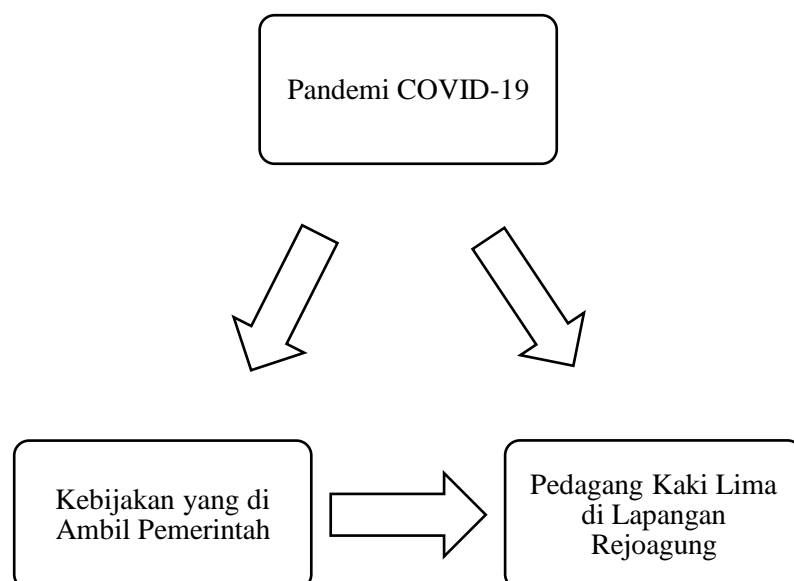 Pandemi COVID-19
Kebijakan yang di
Ambil Pemerintah
Pedagang Kaki Lima
di Lapangan
Rejoagung